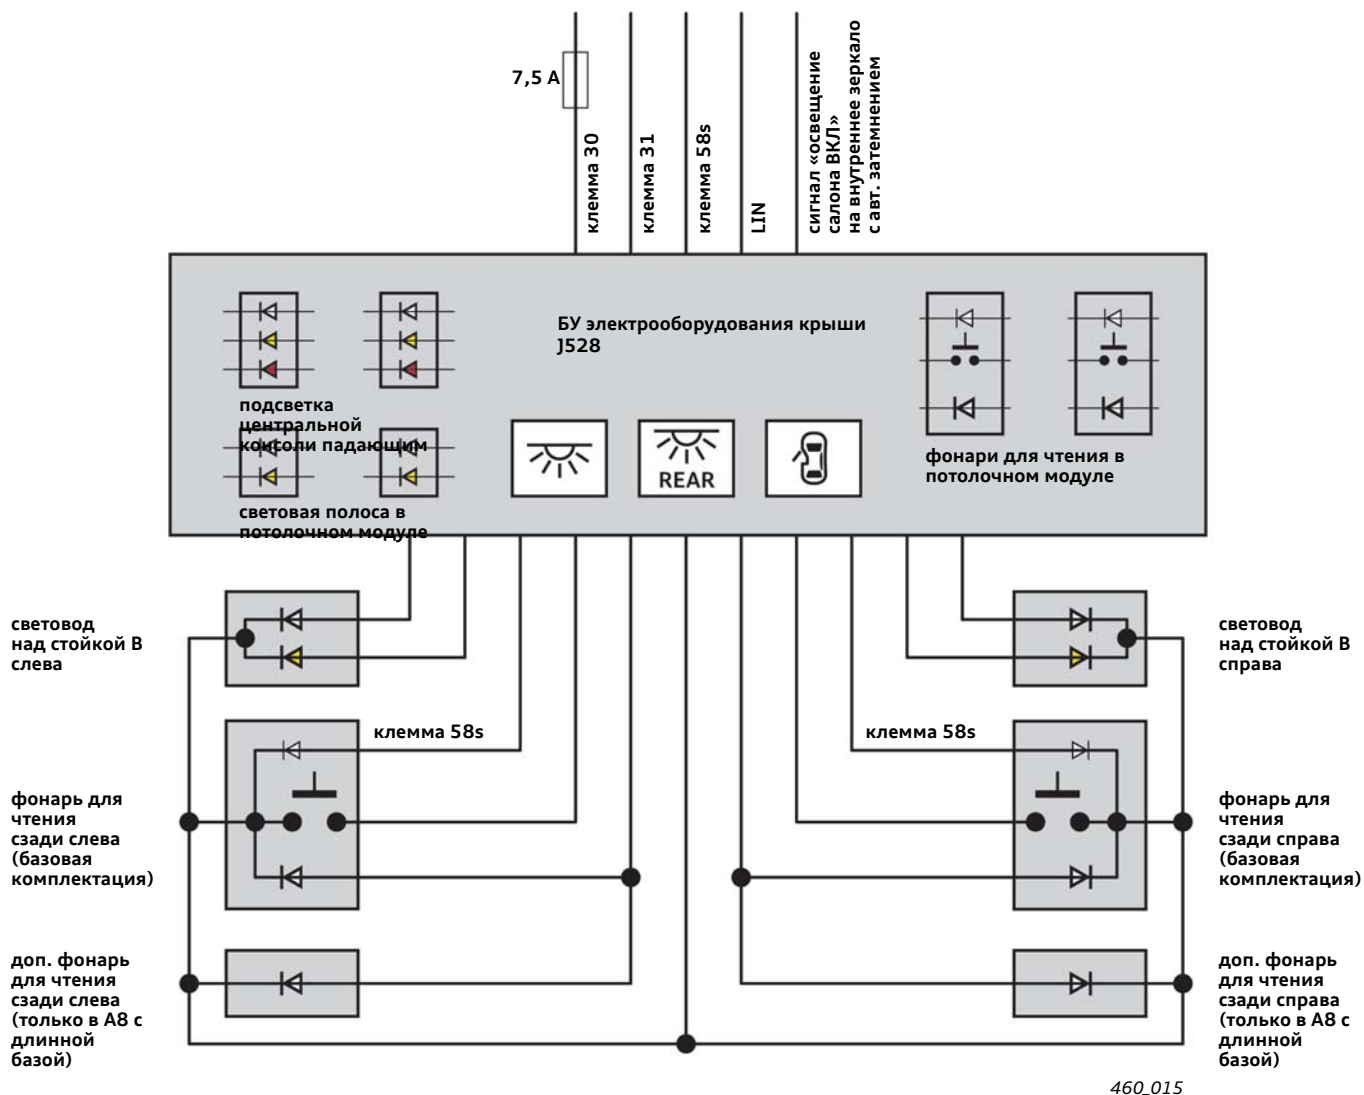 7,5 А
клемма 30
клемма 31
клемма 58s
LIN
сигнал «освещение
салона ВКЛ»
на внутреннее зеркало
с авт. затемнением
БУ электрооборудования крыши
J528
подсветка
центральной
консоли падающим
световая полоса в
потолочном модуле
REAR
фонари для чтения в
потолочном модуле
световод
над стойкой В
слева
световод
над стойкой В
справа
клемма 58s
клемма 58s
фонарь для
чтения
сзади слева
(базовая
комплектация)
фонарь для
чтения
сзади справа
(базовая
комплектация)
доп. фонарь
для чтения
сзади слева
(только в А8 с
длинной
базой)
доп. фонарь
для чтения
сзади справа
(только в А8 с
длинной
базой)
460_015